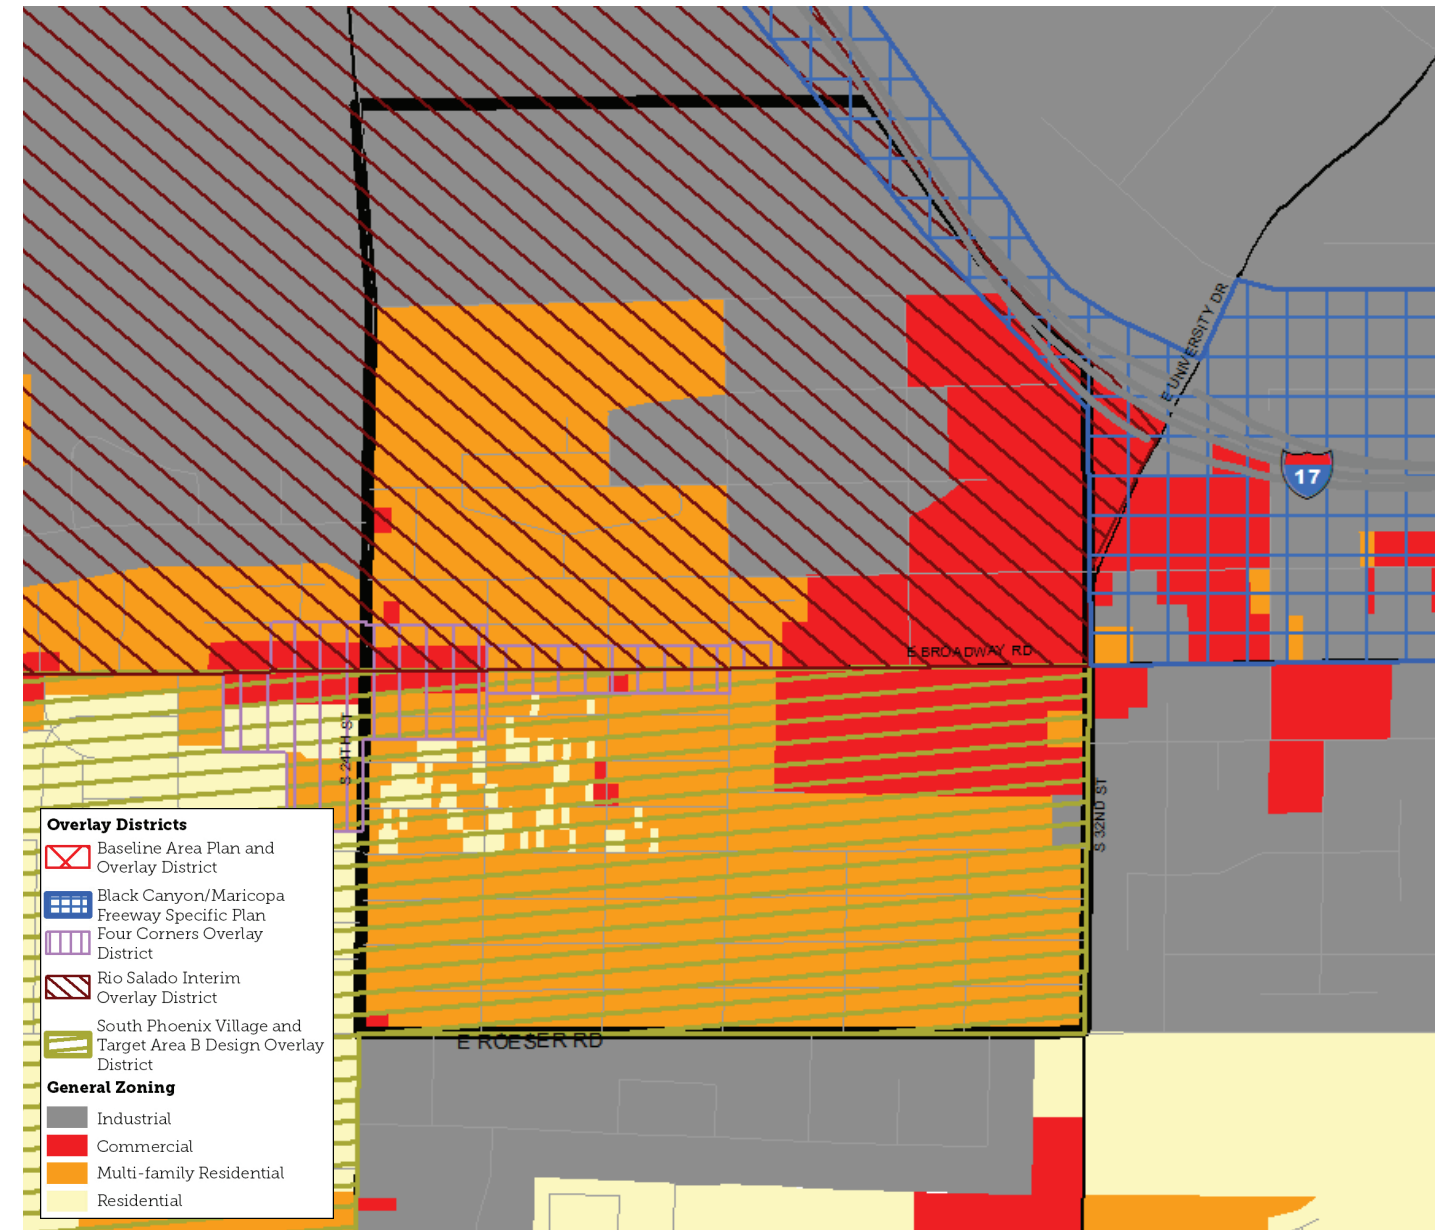 E UNIVERSITY DR
17
E BROADWAY RD
S 24TH ST
S 32ND ST
E ROESER RD
Overlay Districts
Baseline Area Plan and
Overlay District
Black Canyon/Maricopa
Freeway Specific Plan
Four Corners Overlay
District
Rio Salado Interim
Overlay District
South Phoenix Village and
Target Area B Design Overlay
District
General Zoning
Industrial
Commercial
Multi-family Residential
Residential